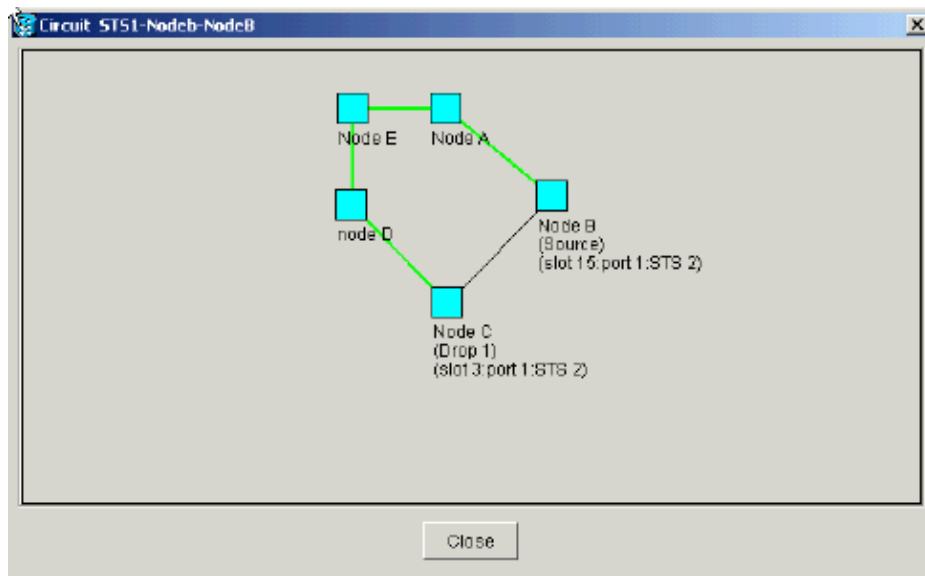 Circuit STS1-Nodeb-NodeB
Node E
Node A
node D
Node B
(Source)
(slot 15:port 1:STS 2)
Node C
(Drop 1)
(slot 3:port 1:STS 2)
Close